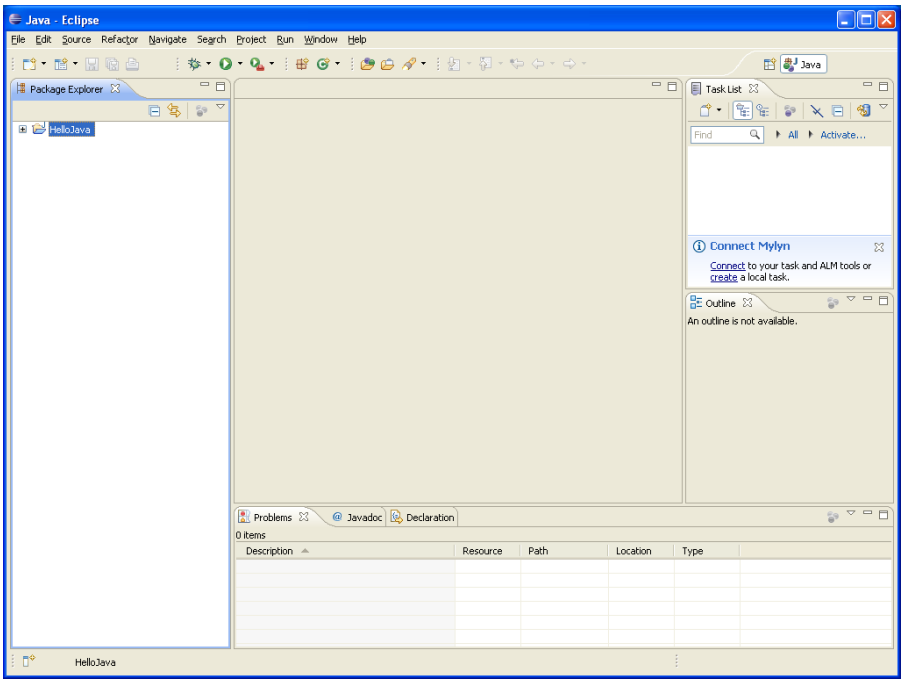 Java - Eclipse
File Edit Source Refactor Navigate Search Project Run Window Help
Java
Package Explorer
HelloJava
Task List
Find All Activate...
Connect Mylyn
Connect to your task and ALM tools or
create a local task.
Outline
An outline is not available.
Problems @ Javadoc Declaration
0 items
Description Resource Path Location Type
HelloJava